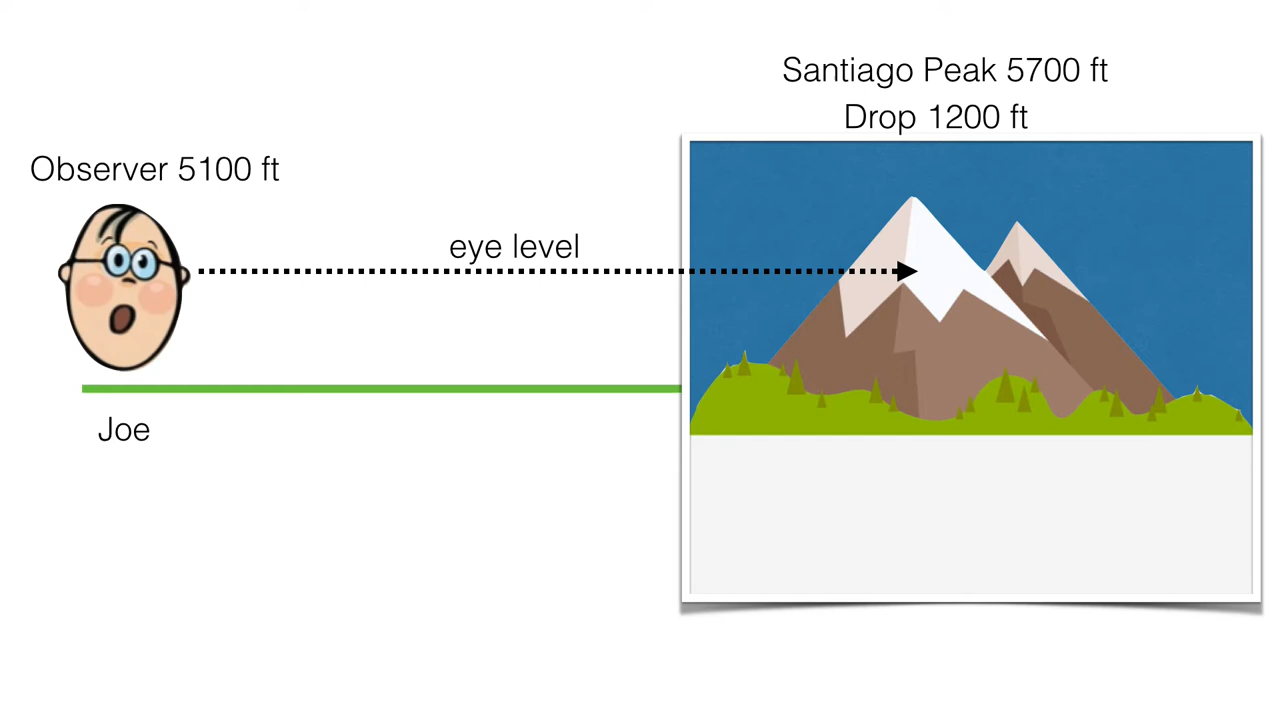 Santiago Peak 5700 ft
Drop 1200 ft
Observer 5100 ft
eye level
Joe